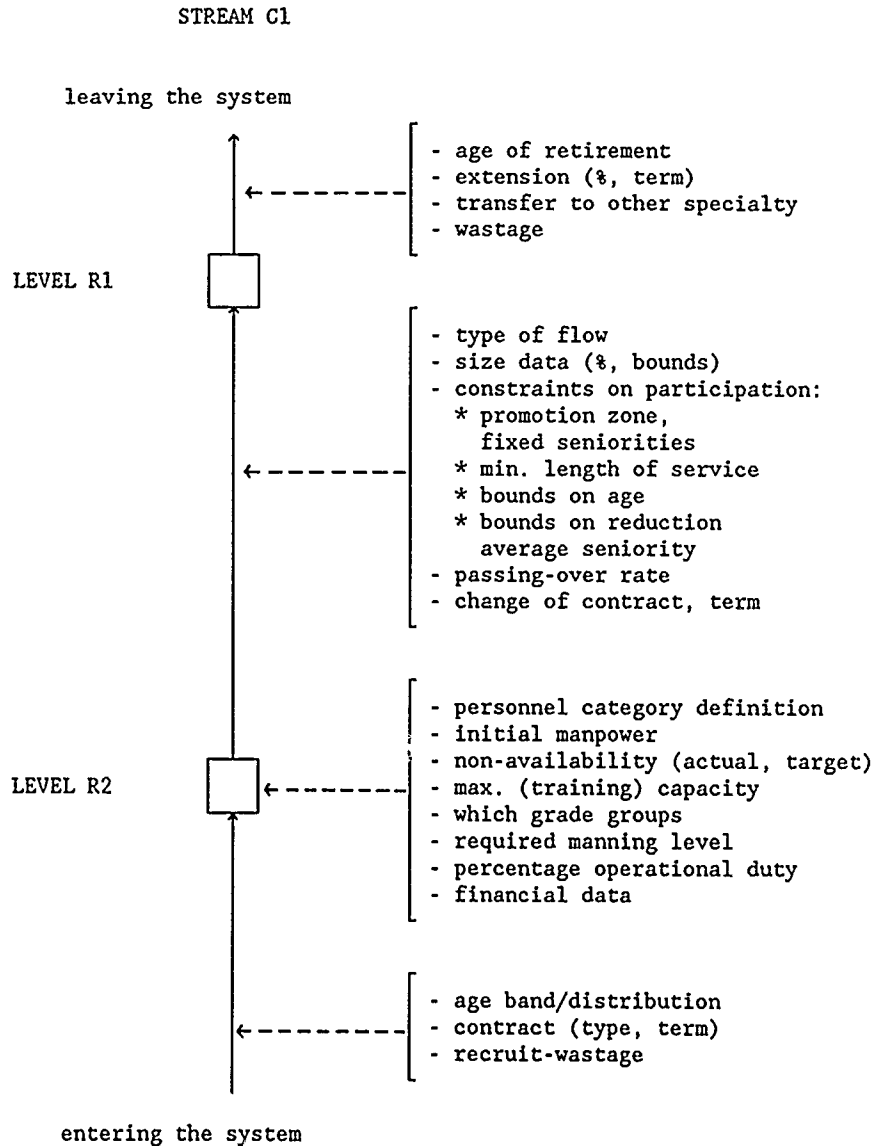 STREAM C1
leaving the system
- age of retirement
- extension (%, term)
- transfer to other specialty
- wastage
LEVEL R1
- type of flow
- size data (%, bounds)
- constraints on participation:
* promotion zone,
fixed seniorities
* min. length of service
* bounds on age
* bounds on reduction
average seniority
- passing-over rate
- change of contract, term
- personnel category definition
- initial manpower
- non-availability (actual, target)
LEVEL R2
- max. (training) capacity
- which grade groups
- required manning level
- percentage operational duty
- financial data
- age band/distribution
- contract (type, term)
- recruit-wastage
entering the system